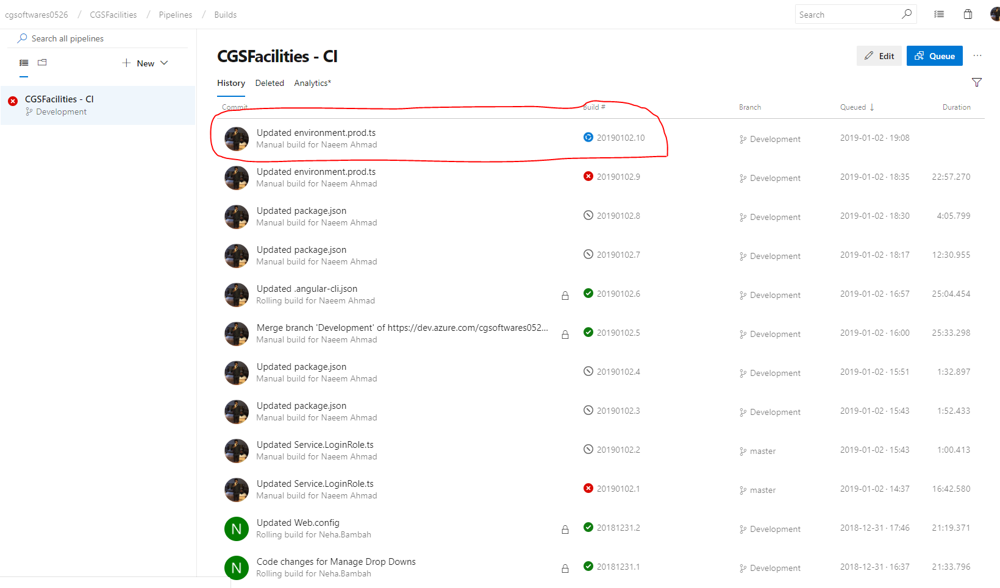 cgsoftwares0526 / CGSFacilities / Pipelines / Builds
Search
Search all pipelines
New
CGSFacilities - CI
Development
CGSFacilities - CI
Edit
Queue
History Deleted Analytics*
Commit Build # Branch Queued ↓ Duration
Updated environment.prod.ts
Manual build for Naeem Ahmad
20190102.10 Development 2019-01-02 · 19:08
Updated environment.prod.ts
Manual build for Naeem Ahmad
20190102.9 Development 2019-01-02 · 18:35 22:57.270
Updated package.json
Manual build for Naeem Ahmad
20190102.8 Development 2019-01-02 · 18:30 4:05.799
Updated package.json
Manual build for Naeem Ahmad
20190102.7 Development 2019-01-02 · 18:17 12:30.955
Updated .angular-cli.json
Rolling build for Naeem Ahmad
20190102.6 Development 2019-01-02 · 16:57 25:04.454
Merge branch 'Development' of https://dev.azure.com/cgsoftwares052...
Manual build for Naeem Ahmad
20190102.5 Development 2019-01-02 · 16:00 25:33.298
Updated package.json
Manual build for Naeem Ahmad
20190102.4 Development 2019-01-02 · 15:51 1:32.897
Updated package.json
Manual build for Naeem Ahmad
20190102.3 Development 2019-01-02 · 15:43 1:52.433
Updated Service.LoginRole.ts
Manual build for Naeem Ahmad
20190102.2 master 2019-01-02 · 15:43 1:00.413
Updated Service.LoginRole.ts
Manual build for Naeem Ahmad
20190102.1 master 2019-01-02 · 14:37 16:42.580
N
Updated Web.config
Rolling build for Neha.Bambah
20181231.2 Development 2018-12-31 · 17:46 21:19.371
N
Code changes for Manage Drop Downs
Rolling build for Neha.Bambah
20181231.1 Development 2018-12-31 · 16:37 21:33.796